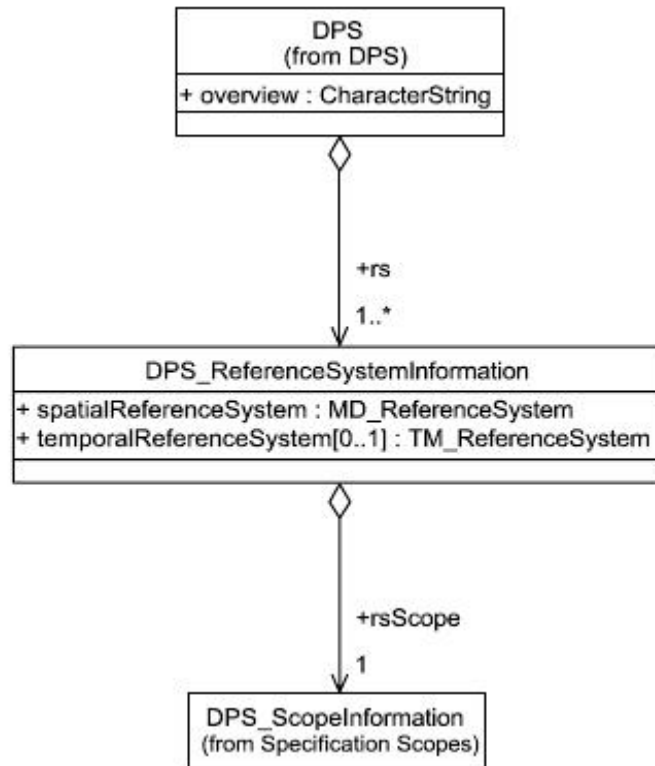 DPS
(from DPS)
+ overview : CharacterString
+rs
1..*
DPS_ReferenceSystemInformation
+ spatialReferenceSystem : MD_ReferenceSystem
+ temporalReferenceSystem[0..1] : TM_ReferenceSystem
+rsScope
1
DPS_ScopeInformation
(from Specification Scopes)